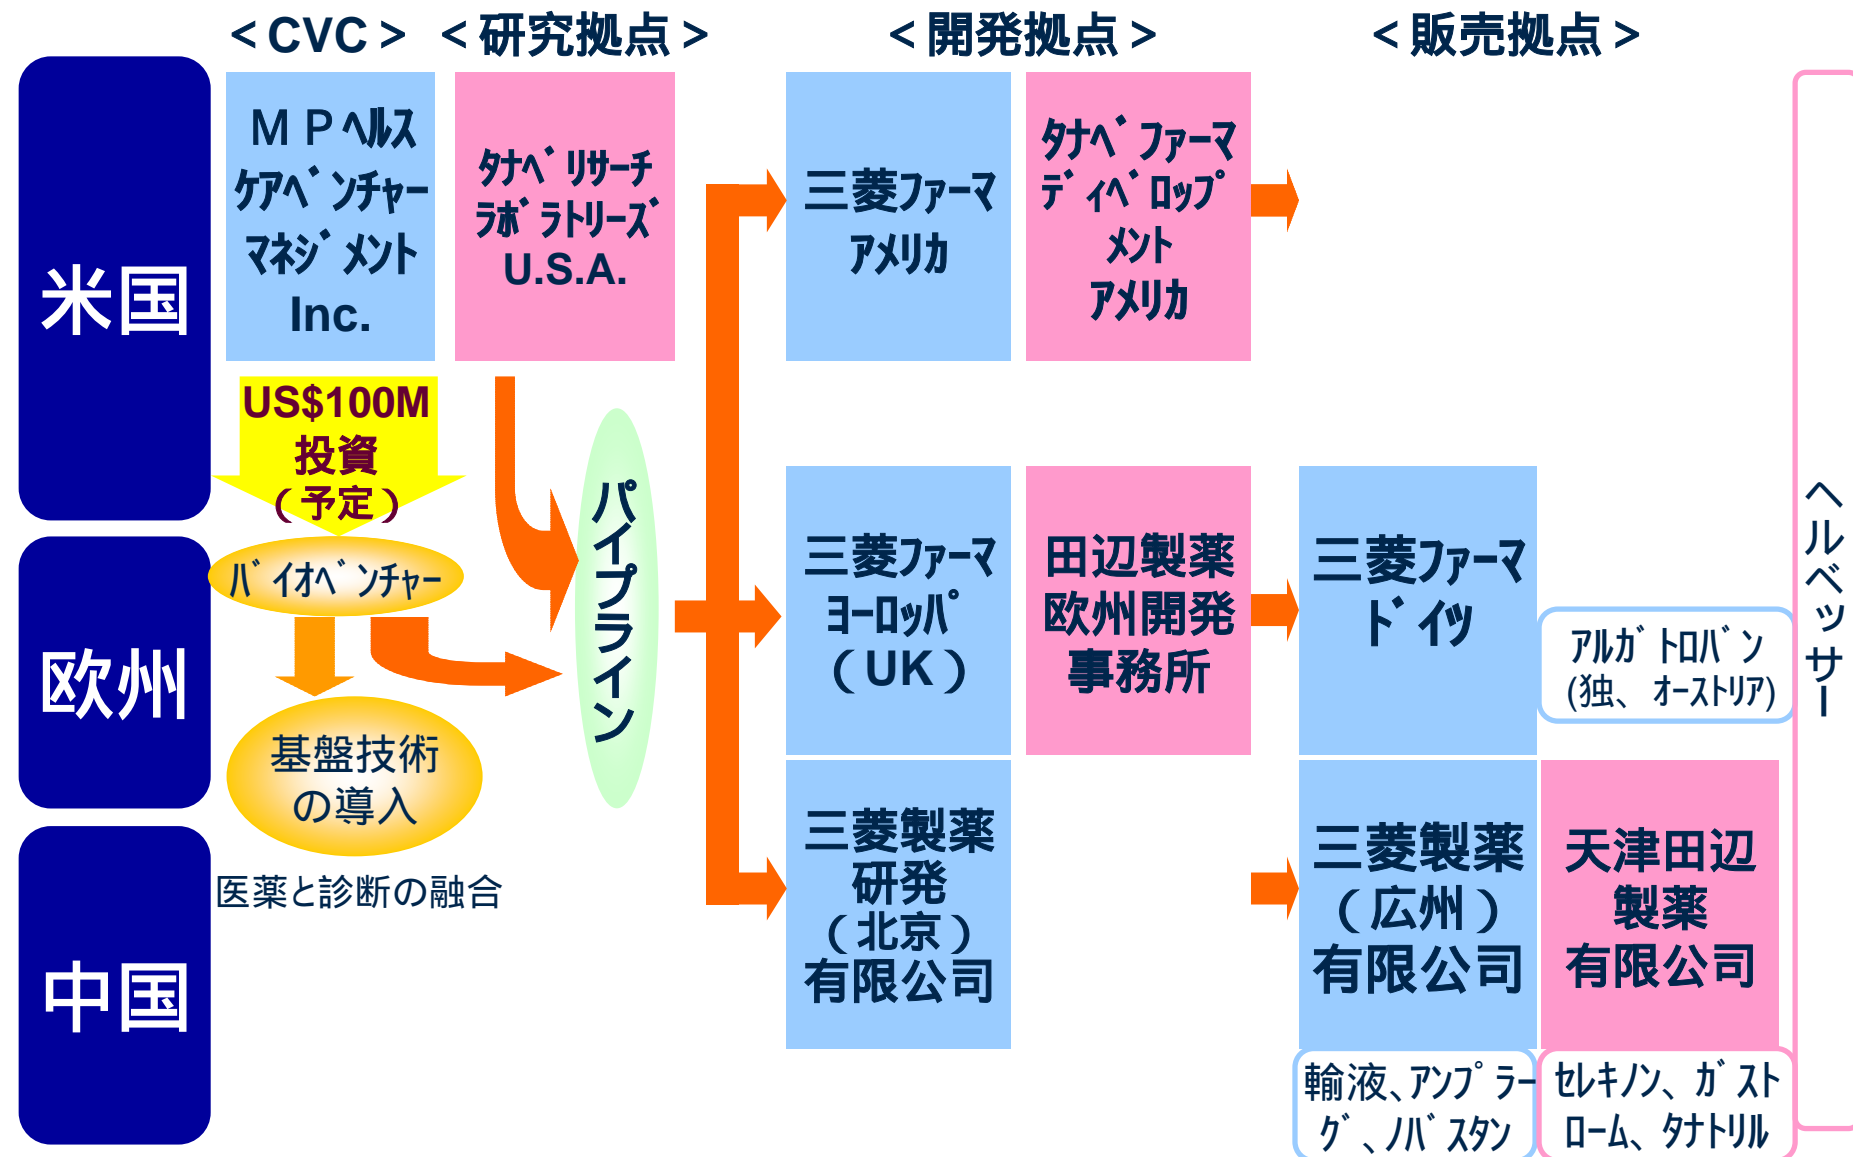 ＜CVC＞
＜研究拠点＞
＜開発拠点＞
＜販売拠点＞
米国
ＭＰﾍﾙｽ
ｹｱﾍﾞﾝﾁｬｰ
ﾏﾈｼﾞﾒﾝﾄ
Inc.
ﾀﾅﾍﾞﾘｻｰﾁ
ﾗﾎﾞﾗﾄﾘｰｽﾞ
U.S.A.
三菱ﾌｧｰﾏ
ｱﾒﾘｶ
ﾀﾅﾍﾞﾌｧｰﾏ
ﾃﾞｨﾍﾞﾛｯﾌﾟ
ﾒﾝﾄ
ｱﾒﾘｶ
US$100M
投資
（予定）
ﾊﾞｲｵﾍﾞﾝﾁｬｰ
パイプライン
欧州
三菱ﾌｧｰﾏ
ﾖｰﾛｯﾊﾟ
（UK）
田辺製薬
欧州開発
事務所
三菱ﾌｧｰﾏ
ﾄﾞｲﾂ
ｱﾙｶﾞﾄﾛﾊﾞﾝ
(独、ｵｰｽﾄﾘｱ)
ヘルベッサー
基盤技術
の導入
医薬と診断の融合
中国
三菱製薬
研発
（北京）
有限公司
三菱製薬
（広州）
有限公司
天津田辺
製薬
有限公司
輸液、ｱﾝﾌﾟﾗｰ
ｸﾞ、ﾉﾊﾞｽﾀﾝ
ｾﾚｷﾉﾝ、ｶﾞｽﾄ
ﾛｰﾑ、ﾀﾅﾄﾘﾙ